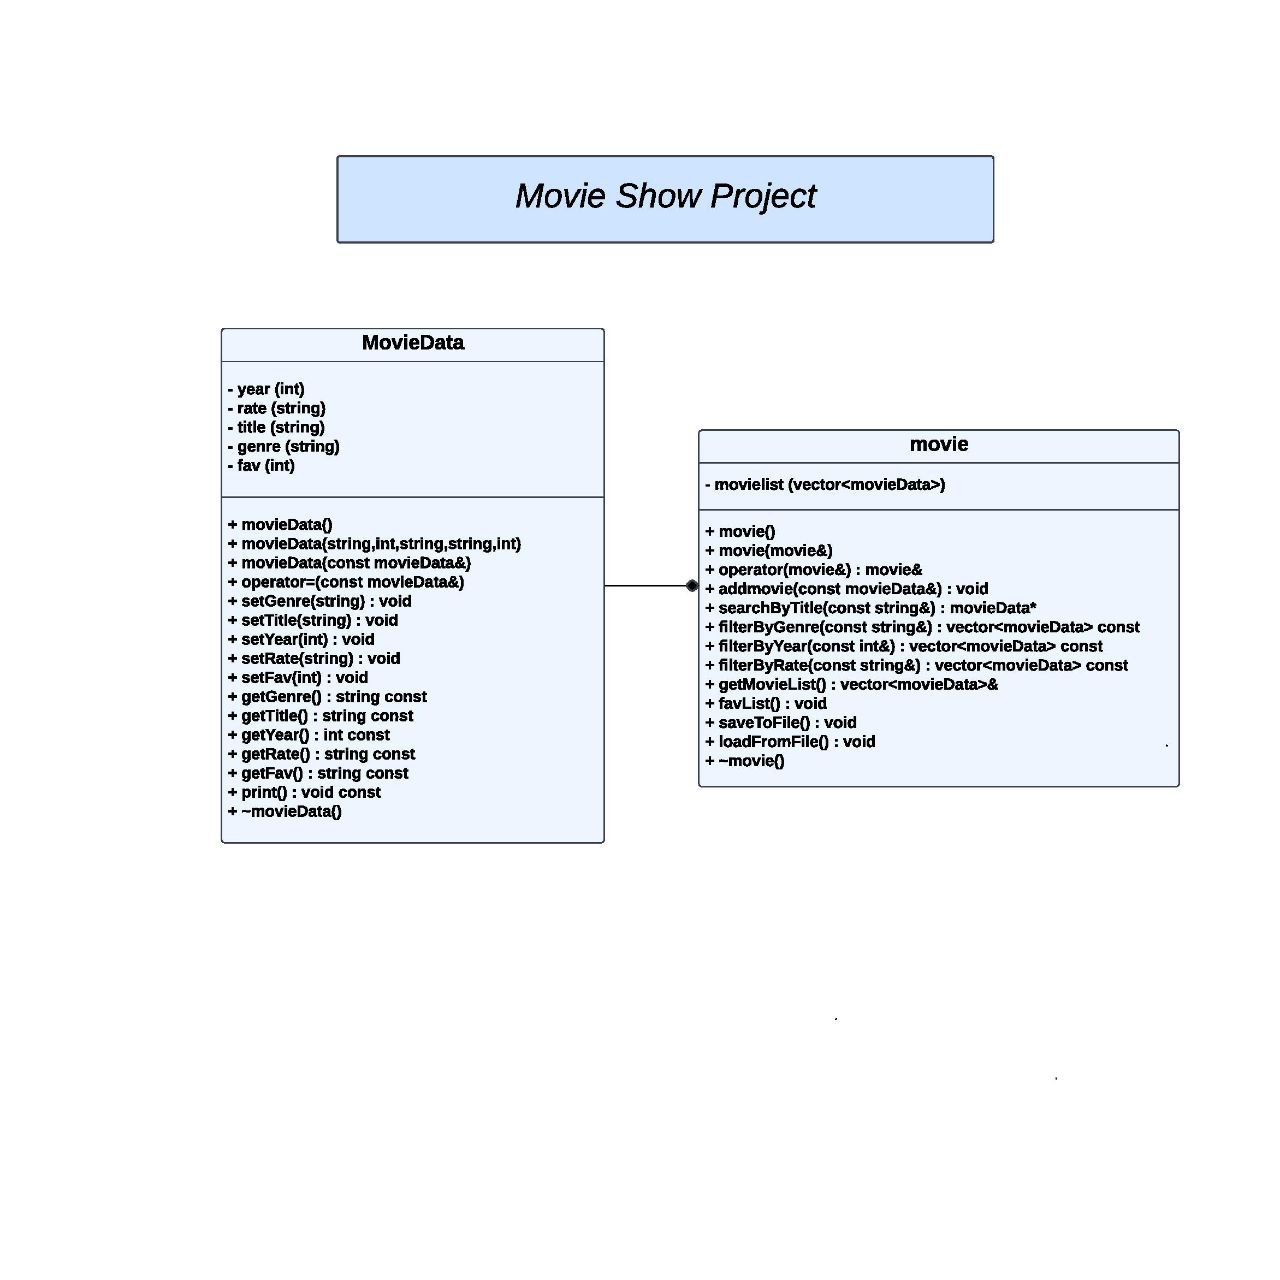 Movie Show Project
MovieData
- year (int)
- rate (string)
- title (string)
- genre (string)
- fav (int)
+ movieData()
+ movieData(string,int,string,string,int)
+ movieData(const movieData&)
+ operator=(const movieData&)
+ setGenre(string) : void
+ setTitle(string) : void
+ setYear(int) : void
+ setRate(string) : void
+ setFav(int) : void
+ getGenre() : string const
+ getTitle() : string const
+ getYear() : int const
+ getRate() : string const
+ getFav() : string const
+ print() : void const
+ ~movieData()
movie
- movielist (vector<movieData>)
+ movie()
+ movie(movie&)
+ operator(movie&) : movie&
+ addmovie(const movieData&) : void
+ searchByTitle(const string&) : movieData*
+ filterByGenre(const string&) : vector<movieData> const
+ filterByYear(const int&) : vector<movieData> const
+ filterByRate(const string&) : vector<movieData> const
+ getMovieList() : vector<movieData>&
+ favList() : void
+ saveToFile() : void
+ loadFromFile() : void
+ ~movie()